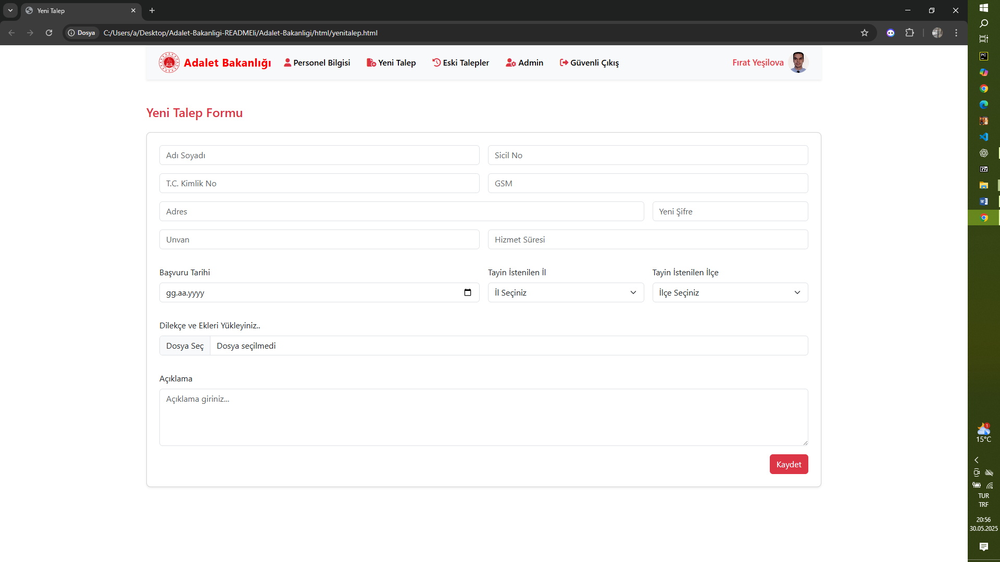 Yeni Talep
Dosya
C:/Users/a/Desktop/Adalet-Bakanligi-READMEli/Adalet-Bakanligi/html/yenitalep.html
Adalet Bakanlığı
Personel Bilgisi
Yeni Talep
Eski Talepler
Admin
Güvenli Çıkış
Fırat Yeşilova
Yeni Talep Formu
Adı Soyadı
Sicil No
T.C. Kimlik No
GSM
Adres
Yeni Şifre
Unvan
Hizmet Süresi
Başvuru Tarihi
Tayin İstenilen İl
Tayin İstenilen İlçe
gg.aa.yyyy
İl Seçiniz
İlçe Seçiniz
Dilekçe ve Ekleri Yükleyiniz..
Dosya Seç
Dosya seçilmedi
Açıklama
Açıklama giriniz...
Kaydet
PC
7z
W
1
15°C
TUR
TRF
20:56
30.05.2025